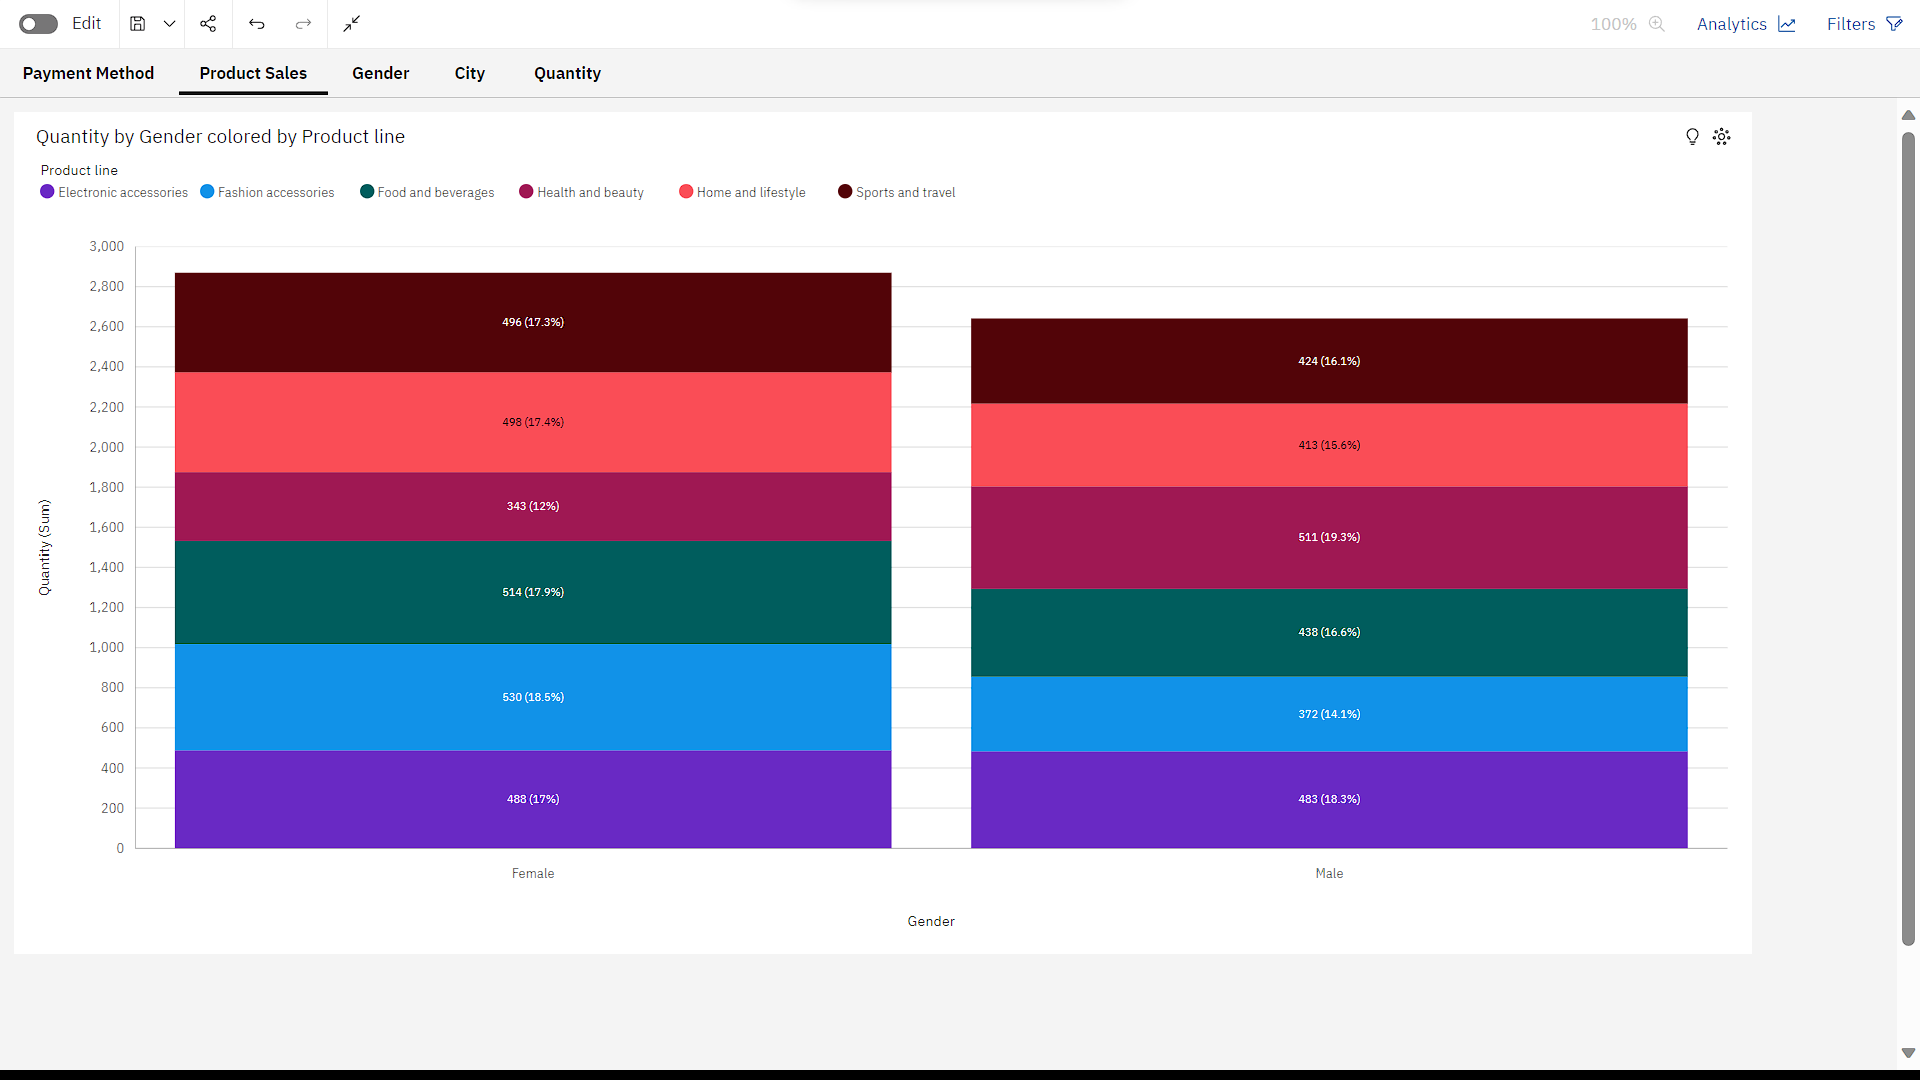 Edit
100%
Analytics
Filters
Payment Method
Product Sales
Gender
City
Quantity
Quantity by Gender colored by Product line
Product line
Electronic accessories
Fashion accessories
Food and beverages
Health and beauty
Home and lifestyle
Sports and travel
3,000
2,800
2,600
2,400
2,200
2,000
1,800
1,600
1,400
1,200
1,000
800
600
400
200
0
Quantity (Sum)
496 (17.3%)
498 (17.4%)
343 (12%)
514 (17.9%)
530 (18.5%)
488 (17%)
424 (16.1%)
413 (15.6%)
511 (19.3%)
438 (16.6%)
372 (14.1%)
483 (18.3%)
Female
Male
Gender